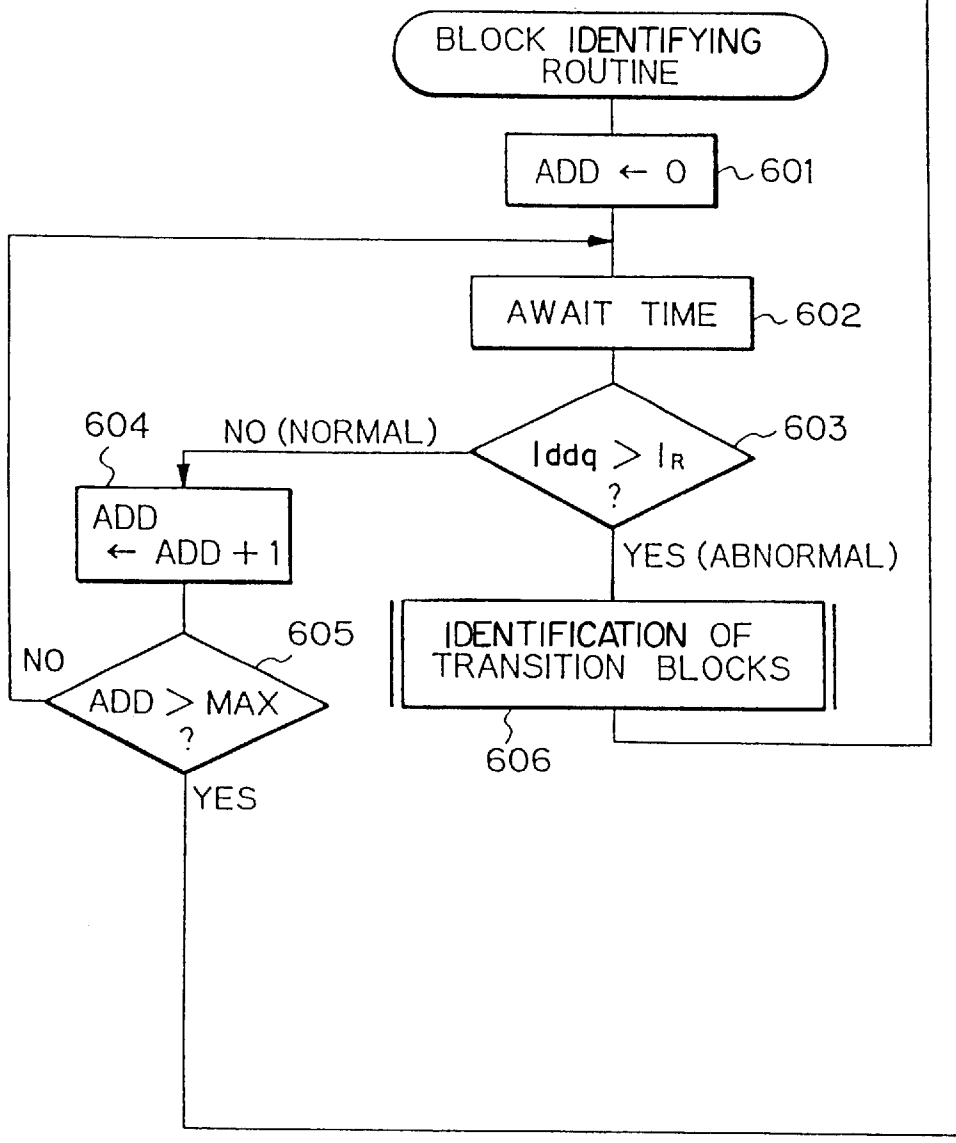 BLOCK IDENTIFYING
ROUTINE
ADD ← 0
601
AWAIT TIME
602
Iddq > IR
?
603
NO (NORMAL)
604
ADD
← ADD + 1
YES (ABNORMAL)
605
NO
ADD > MAX
?
IDENTIFICATION OF
TRANSITION BLOCKS
606
YES